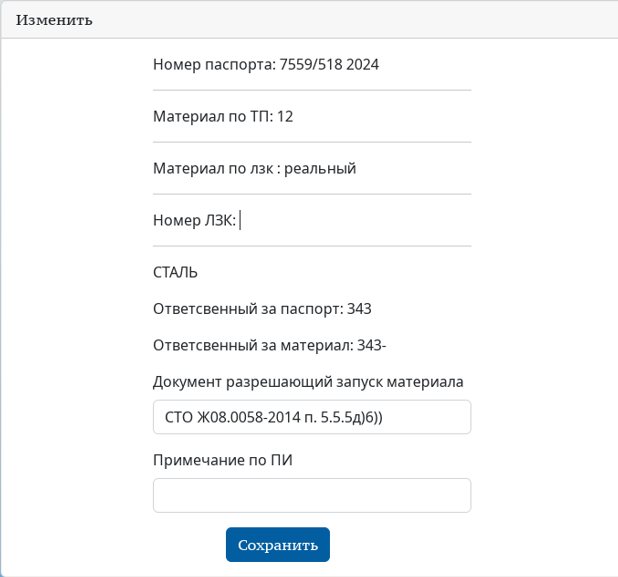 Изменить
Номер паспорта: 7559/518 2024
Материал по ТП: 12
Материал по лзк : реальный
Номер ЛЗК:
СТАЛЬ
Ответсвенный за паспорт: 343
Ответсвенный за материал: 343-
Документ разрешающий запуск материала
СТО Ж08.0058-2014 п. 5.5.5д)6))
Примечание по ПИ
Сохранить